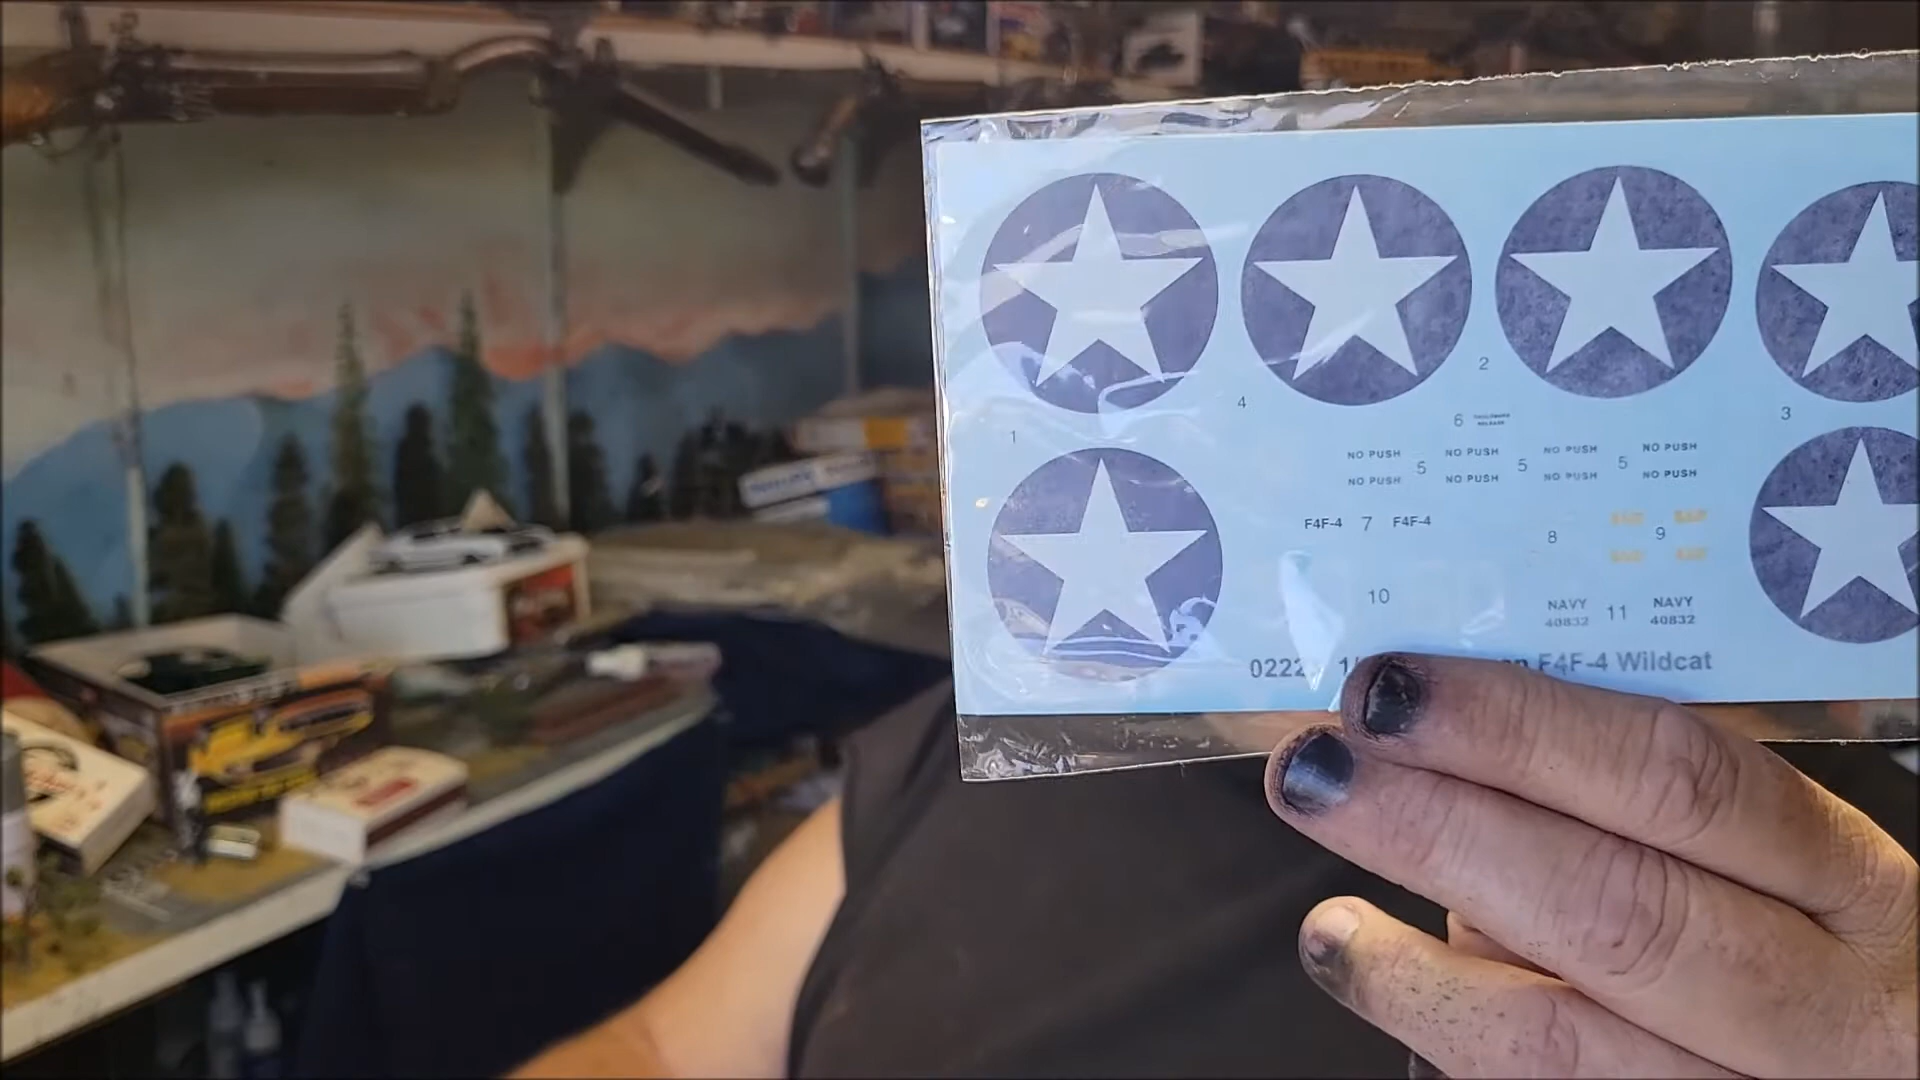 2
4
3
6
1
NO PUSH NO PUSH NO PUSH NO PUSH
5 5 5
NO PUSH NO PUSH NO PUSH NO PUSH
F4F-4 7 F4F-4
8 9
10
NAVY NAVY
11
40832 40832
0222 1/ F4F-4 Wildcat